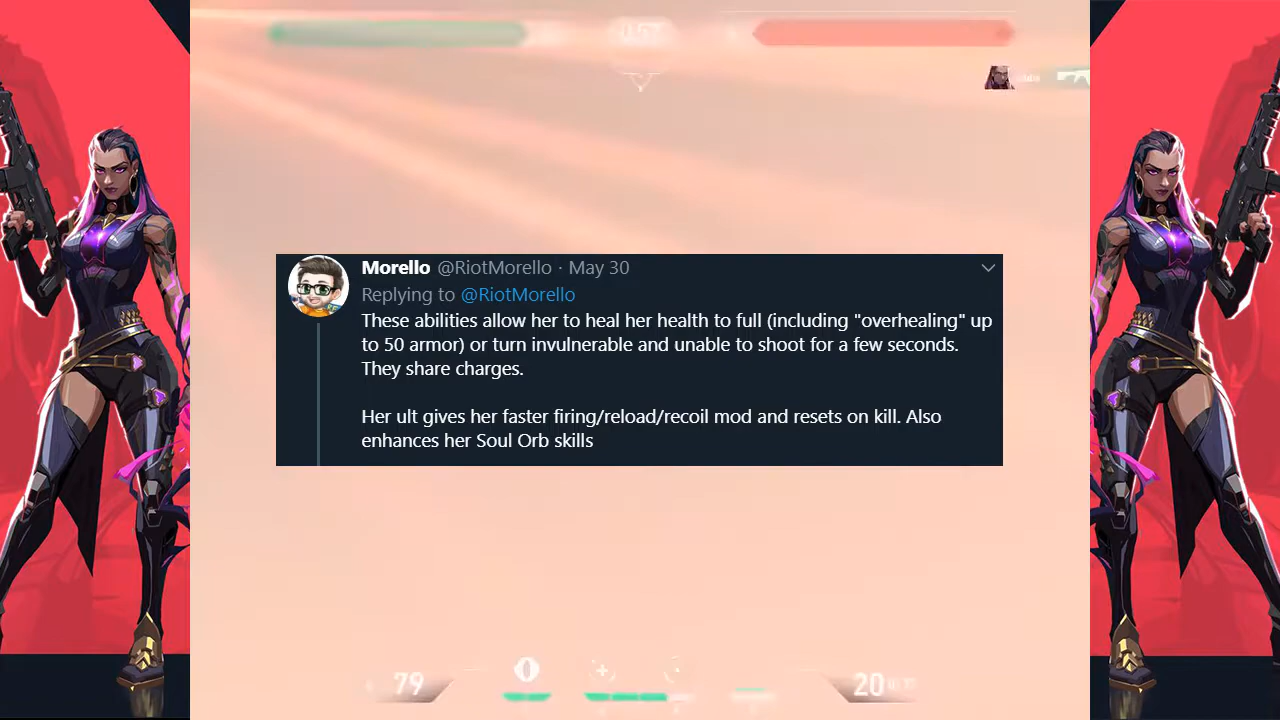 Morello @RiotMorello · May 30
Replying to @RiotMorello
These abilities allow her to heal her health to full (including "overhealing" up
to 50 armor) or turn invulnerable and unable to shoot for a few seconds.
They share charges.
Her ult gives her faster firing/reload/recoil mod and resets on kill. Also
enhances her Soul Orb skills
79
20